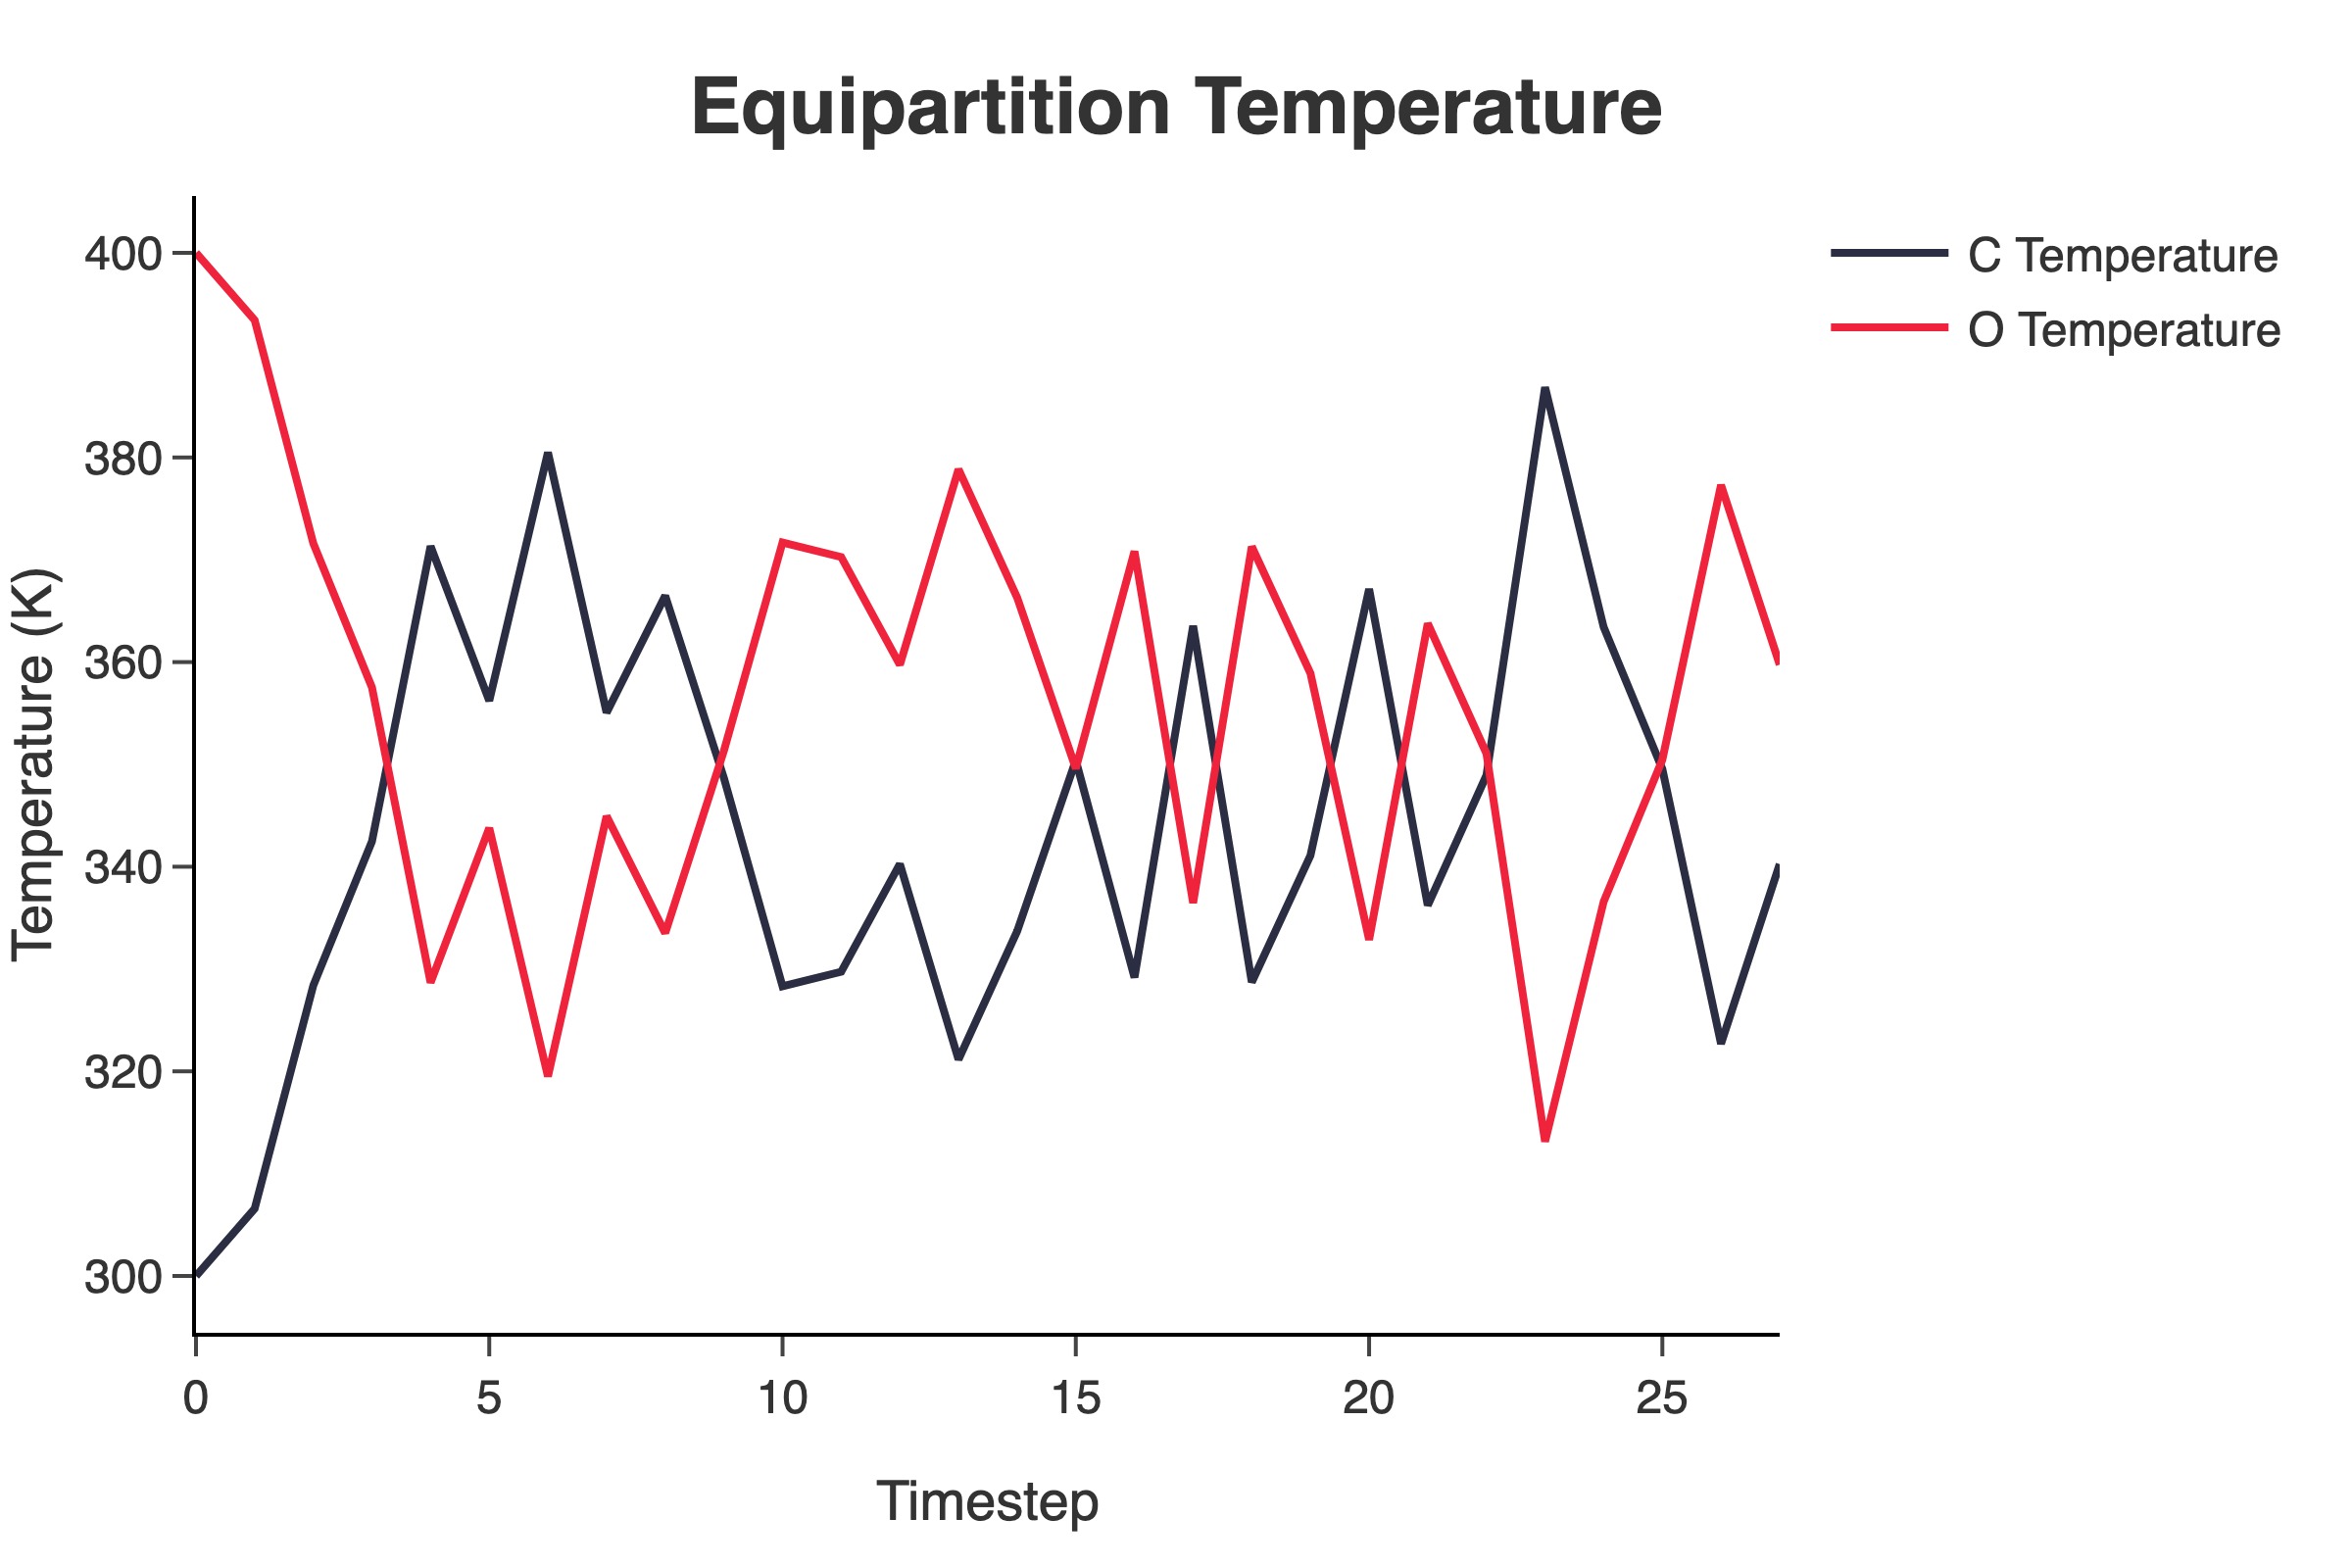 Equipartition Temperature
C Temperature
O Temperature
400
380
360
340
320
300
Temperature (K)
0 5 10 15 20 25
Timestep